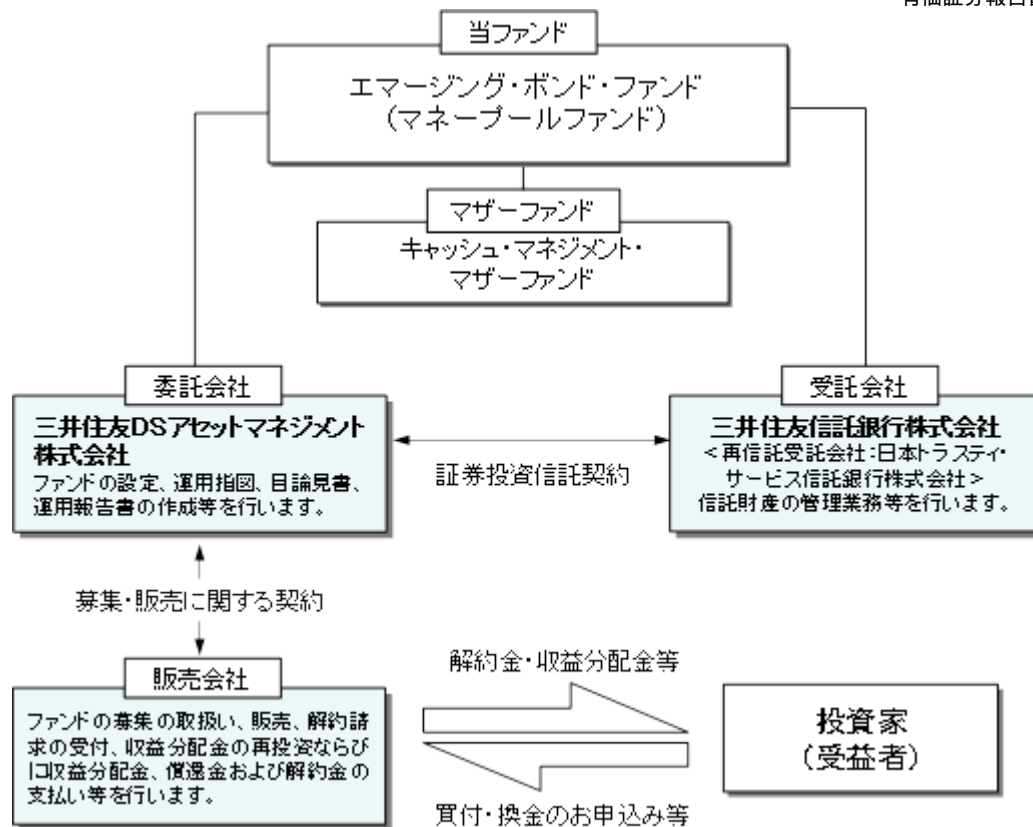 当ファンド
エマージング・ボンド・ファンド
（マネープールファンド）
マザーファンド
キャッシュ・マネジメント・
マザーファンド
委託会社
三井住友DSアセットマネジメント
株式会社
ファンドの設定、運用指図、目論見書、
運用報告書の作成等を行います。
証券投資信託契約
受託会社
三井住友信託銀行株式会社
＜再信託受託会社：日本トラスティ・
サービス信託銀行株式会社＞
信託財産の管理業務等を行います。
募集・販売に関する契約
販売会社
ファンドの募集の取扱い、販売、解約請
求の受付、収益分配金の再投資ならび
に収益分配金、償還金および解約金の
支払い等を行います。
解約金・収益分配金等
買付・換金のお申込み等
投資家
（受益者）